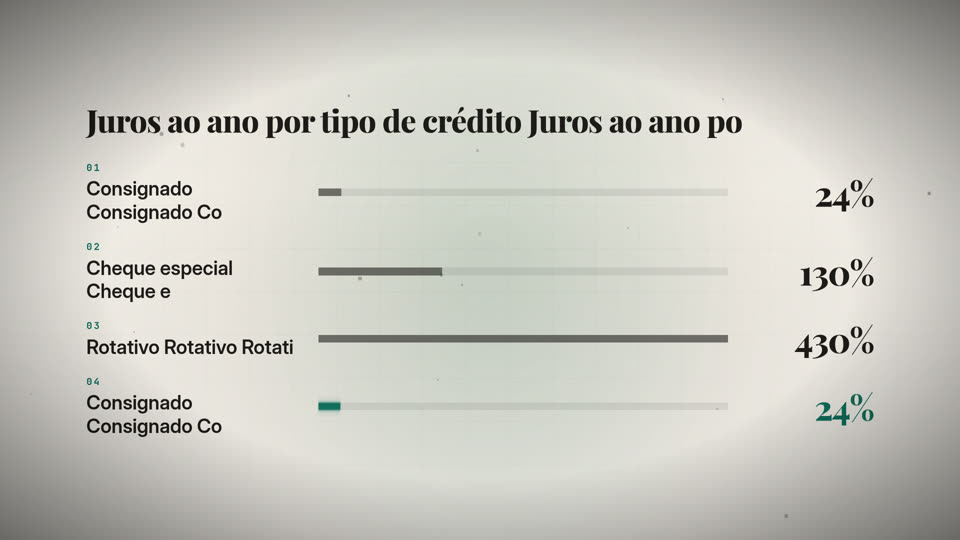 Juros ao ano por tipo de crédito Juros ao ano po
01
Consignado
Consignado Co
24%
02
Cheque especial
Cheque e
130%
03
Rotativo Rotativo Rotati
430%
04
Consignado
Consignado Co
24%